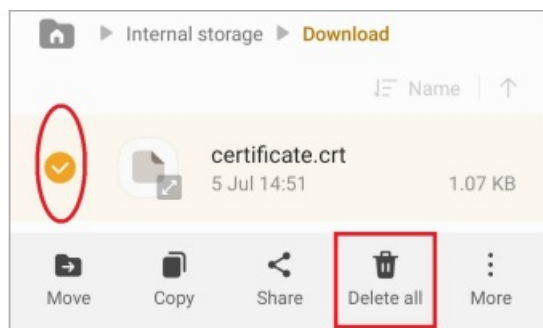 Internal storage Download
Name
certificate.crt
5 Jul 14:51 1.07 KB
Move Copy Share Delete all More